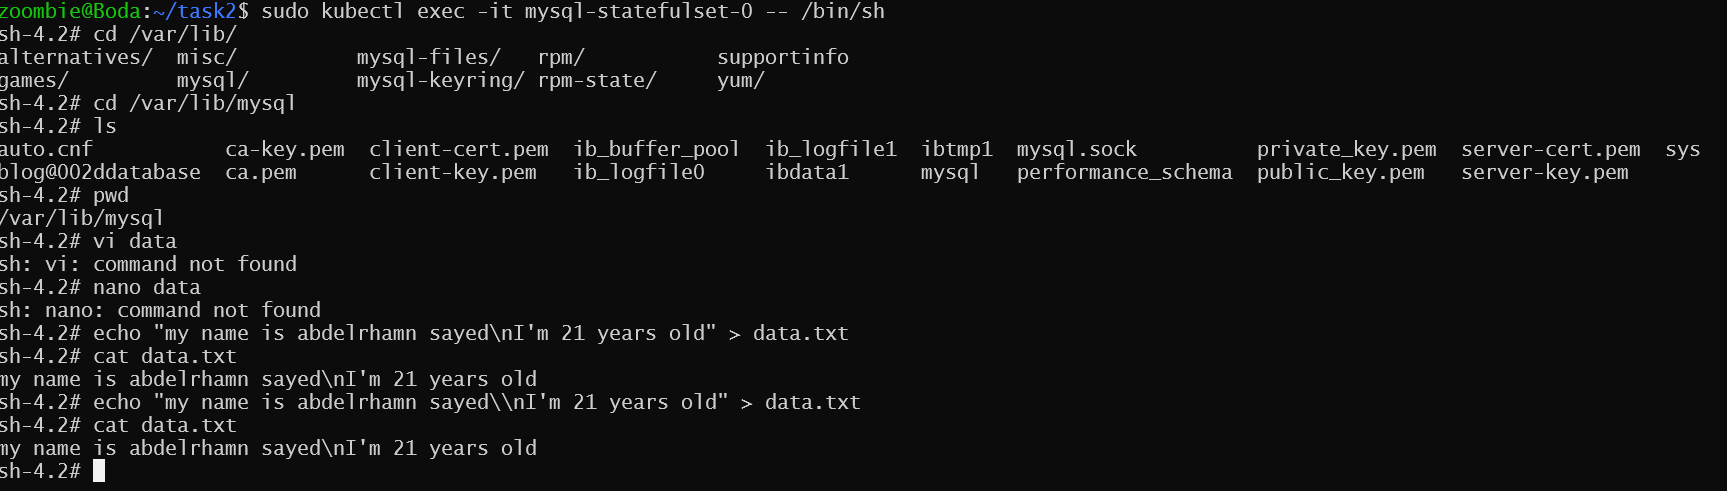 zoombie@Boda:~/task2$ sudo kubectl exec -it mysql-statefulset-0 -- /bin/sh
sh-4.2# cd /var/lib/
alternatives/  misc/          mysql-files/   rpm/           supportinfo
games/         mysql/         mysql-keyring/ rpm-state/     yum/
sh-4.2# cd /var/lib/mysql
sh-4.2# ls
auto.cnf           ca-key.pem  client-cert.pem  ib_buffer_pool  ib_logfile1  ibtmp1  mysql.sock          private_key.pem  server-cert.pem  sys
blog@002ddatabase  ca.pem      client-key.pem   ib_logfile0     ibdata1      mysql   performance_schema  public_key.pem   server-key.pem
sh-4.2# pwd
/var/lib/mysql
sh-4.2# vi data
sh: vi: command not found
sh-4.2# nano data
sh: nano: command not found
sh-4.2# echo "my name is abdelrhamn sayed\nI'm 21 years old" > data.txt
sh-4.2# cat data.txt
my name is abdelrhamn sayed\nI'm 21 years old
sh-4.2# echo "my name is abdelrhamn sayed\\nI'm 21 years old" > data.txt
sh-4.2# cat data.txt
my name is abdelrhamn sayed\nI'm 21 years old
sh-4.2#